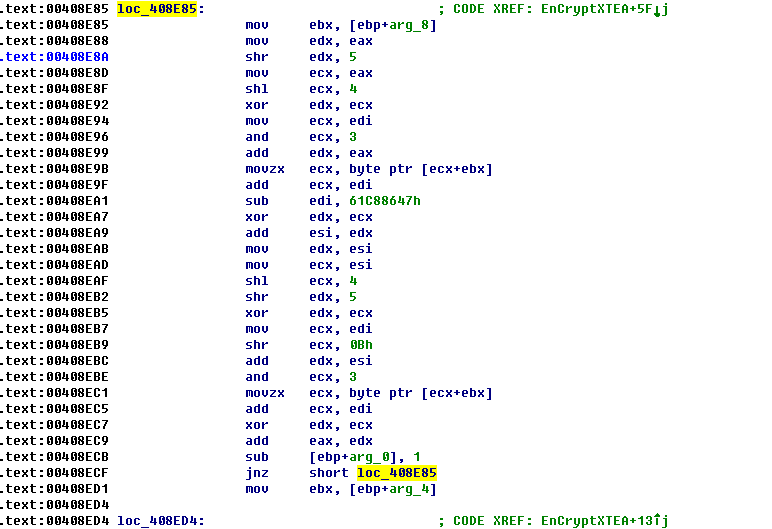 .text:00408E85 loc_408E85: ; CODE XREF: EnCryptXTEA+5F↓j
.text:00408E85 mov ebx, [ebp+arg_8]
.text:00408E88 mov edx, eax
.text:00408E8A shr edx, 5
.text:00408E8D mov ecx, eax
.text:00408E8F shl ecx, 4
.text:00408E92 xor edx, ecx
.text:00408E94 mov ecx, edi
.text:00408E96 and ecx, 3
.text:00408E99 add edx, eax
.text:00408E9B movzx ecx, byte ptr [ecx+ebx]
.text:00408E9F add ecx, edi
.text:00408EA1 sub edi, 61C88647h
.text:00408EA7 xor edx, ecx
.text:00408EA9 add esi, edx
.text:00408EAB mov edx, esi
.text:00408EAD mov ecx, esi
.text:00408EAF shl ecx, 4
.text:00408EB2 shr edx, 5
.text:00408EB5 xor edx, ecx
.text:00408EB7 mov ecx, edi
.text:00408EB9 shr ecx, 0Bh
.text:00408EBC add edx, esi
.text:00408EBE and ecx, 3
.text:00408EC1 movzx ecx, byte ptr [ecx+ebx]
.text:00408EC5 add ecx, edi
.text:00408EC7 xor edx, ecx
.text:00408EC9 add eax, edx
.text:00408ECB sub [ebp+arg_0], 1
.text:00408ECF jnz short loc_408E85
.text:00408ED1 mov ebx, [ebp+arg_4]
.text:00408ED4
.text:00408ED4 loc_408ED4: ; CODE XREF: EnCryptXTEA+13↑j